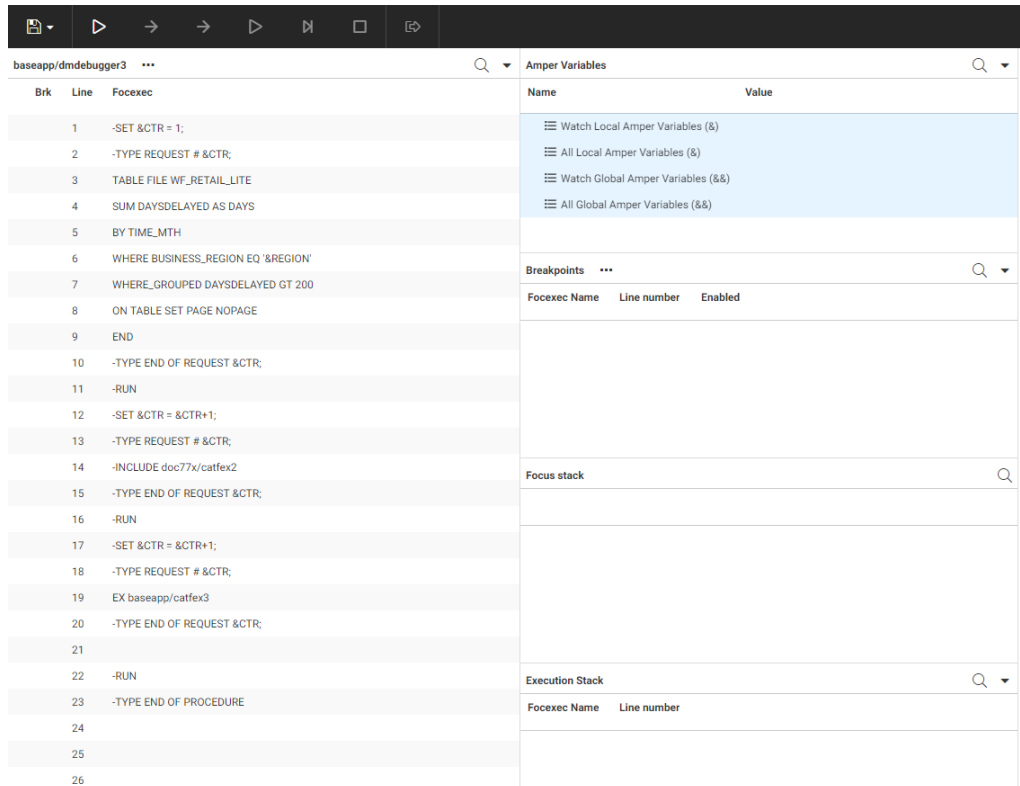 baseapp/dmdebugger3 •••
Brk Line Focexec
1 -SET &CTR = 1;
2 -TYPE REQUEST # &CTR;
3 TABLE FILE WF_RETAIL_LITE
4 SUM DAYSDELAYED AS DAYS
5 BY TIME_MTH
6 WHERE BUSINESS_REGION EQ '&REGION'
7 WHERE_GROUPED DAYSDELAYED GT 200
8 ON TABLE SET PAGE NOPAGE
9 END
10 -TYPE END OF REQUEST &CTR;
11 -RUN
12 -SET &CTR = &CTR+1;
13 -TYPE REQUEST # &CTR;
14 -INCLUDE doc77x/catfex2
15 -TYPE END OF REQUEST &CTR;
16 -RUN
17 -SET &CTR = &CTR+1;
18 -TYPE REQUEST # &CTR;
19 EX baseapp/catfex3
20 -TYPE END OF REQUEST &CTR;
21
22 -RUN
23 -TYPE END OF PROCEDURE
24
25
26
Amper Variables
Name Value
Watch Local Amper Variables (&)
All Local Amper Variables (&)
Watch Global Amper Variables (&&)
All Global Amper Variables (&&)
Breakpoints •••
Focexec Name Line number Enabled
Focus stack
Execution Stack
Focexec Name Line number